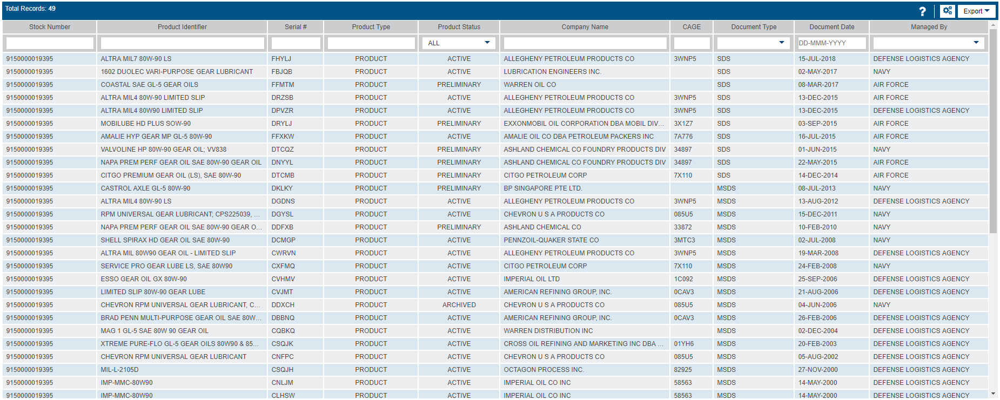 Total Records: 49 ? Export
Stock Number Product Identifier Serial # Product Type Product Status Company Name CAGE Document Type Document Date Managed By
ALL DD-MMM-YYYY
9150000019395 ALTRA MIL7 80W-90 LS FHYLJ PRODUCT ACTIVE ALLEGHENY PETROLEUM PRODUCTS CO 3WNP5 SDS 15-JUL-2018 DEFENSE LOGISTICS AGENCY
9150000019395 1602 DUOLEC VARI-PURPOSE GEAR LUBRICANT FBJQB PRODUCT ACTIVE LUBRICATION ENGINEERS INC. SDS 02-MAY-2017 NAVY
9150000019395 COASTAL SAE GL-5 GEAR OILS FFMTM PRODUCT PRELIMINARY WARREN OIL CO SDS 08-MAR-2017 AIR FORCE
9150000019395 ALTRA MIL4 80W-90 LIMITED SLIP DRZSB PRODUCT ACTIVE ALLEGHENY PETROLEUM PRODUCTS CO 3WNP5 SDS 13-DEC-2015 AIR FORCE
9150000019395 ALTRA MIL4 80W90 LIMITED SLIP DPVZR PRODUCT ACTIVE ALLEGHENY PETROLEUM PRODUCTS CO 3WNP5 SDS 13-DEC-2015 DEFENSE LOGISTICS AGENCY
9150000019395 MOBILUBE HD PLUS SOW-90 DRYLJ PRODUCT PRELIMINARY EXXONMOBIL OIL CORPORATION DBA MOBIL DIV... 3X1Z7 SDS 03-SEP-2015 AIR FORCE
9150000019395 AMALIE HYP GEAR MP GL-5 80W-90 FFXKW PRODUCT ACTIVE AMALIE OIL CO DBA PETROLEUM PACKERS INC 7A776 SDS 16-JUL-2015 AIR FORCE
9150000019395 VALVOLINE HP 80W-90 GEAR OIL; VV838 DTCQZ PRODUCT PRELIMINARY ASHLAND CHEMICAL CO FOUNDRY PRODUCTS DIV 34897 SDS 01-JUN-2015 NAVY
9150000019395 NAPA PREM PERF GEAR OIL SAE 80W-90 GEAR OIL DNYYL PRODUCT PRELIMINARY ASHLAND CHEMICAL CO FOUNDRY PRODUCTS DIV 34897 SDS 22-MAY-2015 AIR FORCE
9150000019395 CITGO PREMIUM GEAR OIL (LS), SAE 80W-90 DTCMB PRODUCT PRELIMINARY CITGO PETROLEUM CORP 7X110 SDS 14-DEC-2014 AIR FORCE
9150000019395 CASTROL AXLE GL-5 80W-90 DKLKY PRODUCT PRELIMINARY BP SINGAPORE PTE LTD. MSDS 08-JUL-2013 NAVY
9150000019395 ALTRA MIL4 80W-90 LS DGDNS PRODUCT ACTIVE ALLEGHENY PETROLEUM PRODUCTS CO 3WNP5 MSDS 13-AUG-2012 DEFENSE LOGISTICS AGENCY
9150000019395 RPM UNIVERSAL GEAR LUBRICANT; CPS225039, ... DGYSL PRODUCT ACTIVE CHEVRON U S A PRODUCTS CO 085U5 MSDS 15-DEC-2011 NAVY
9150000019395 NAPA PREM PERF GEAR OIL SAE 80W-90 GEAR O... DDFXB PRODUCT PRELIMINARY ASHLAND CHEMICAL CO 33872 MSDS 10-FEB-2010 NAVY
9150000019395 SHELL SPIRAX HD GEAR OIL SAE 80W-90 DCMGP PRODUCT ACTIVE PENNZOIL-QUAKER STATE CO 3MTC3 MSDS 02-JUL-2008 NAVY
9150000019395 ALTRA MIL 80W90 GEAR OIL - LIMITED SLIP CWRVN PRODUCT ACTIVE ALLEGHENY PETROLEUM PRODUCTS CO 3WNP5 MSDS 19-MAR-2008 DEFENSE LOGISTICS AGENCY
9150000019395 SERVICE PRO GEAR LUBE LS, SAE 80W90 CXFMQ PRODUCT ACTIVE CITGO PETROLEUM CORP 7X110 MSDS 24-FEB-2008 NAVY
9150000019395 ESSO GEAR OIL GX 80W-90 CVHMV PRODUCT ACTIVE IMPERIAL OIL LTD 1C092 MSDS 25-SEP-2006 DEFENSE LOGISTICS AGENCY
9150000019395 LIMITED SLIP 80W-90 GEAR LUBE CVJMT PRODUCT ACTIVE AMERICAN REFINING GROUP, INC. 0CAV3 MSDS 21-AUG-2006 DEFENSE LOGISTICS AGENCY
9150000019395 CHEVRON RPM UNIVERSAL GEAR LUBRICANT, C... DDXCH PRODUCT ARCHIVED CHEVRON U S A PRODUCTS CO 085U5 MSDS 04-JUN-2006 NAVY
9150000019395 BRAD PENN MULTI-PURPOSE GEAR OIL SAE 80W... DBBNQ PRODUCT ACTIVE AMERICAN REFINING GROUP, INC. 0CAV3 MSDS 26-FEB-2006 DEFENSE LOGISTICS AGENCY
9150000019395 MAG 1 GL-5 SAE 80W 90 GEAR OIL CQBKQ PRODUCT ACTIVE WARREN DISTRIBUTION INC MSDS 02-DEC-2004 DEFENSE LOGISTICS AGENCY
9150000019395 XTREME PURE-FLO GL-5 GEAR OILS 80W90 & 85... CSQJK PRODUCT ACTIVE CROSS OIL REFINING AND MARKETING INC DBA ... 01YH6 MSDS 20-FEB-2003 DEFENSE LOGISTICS AGENCY
9150000019395 CHEVRON RPM UNIVERSAL GEAR LUBRICANT CNFPC PRODUCT ACTIVE CHEVRON U S A PRODUCTS CO 085U5 MSDS 05-AUG-2002 DEFENSE LOGISTICS AGENCY
9150000019395 MIL-L-2105D CSQJH PRODUCT ACTIVE OCTAGON PROCESS INC. 82925 MSDS 27-NOV-2000 DEFENSE LOGISTICS AGENCY
9150000019395 IMP-MMC-80W90 CNLJM PRODUCT ACTIVE IMPERIAL OIL CO INC 58563 MSDS 14-MAY-2000 DEFENSE LOGISTICS AGENCY
9150000019395 IMP-MMC-80W90 CLHSW PRODUCT ACTIVE IMPERIAL OIL CO INC 58563 MSDS 14-MAY-2000 DEFENSE LOGISTICS AGENCY